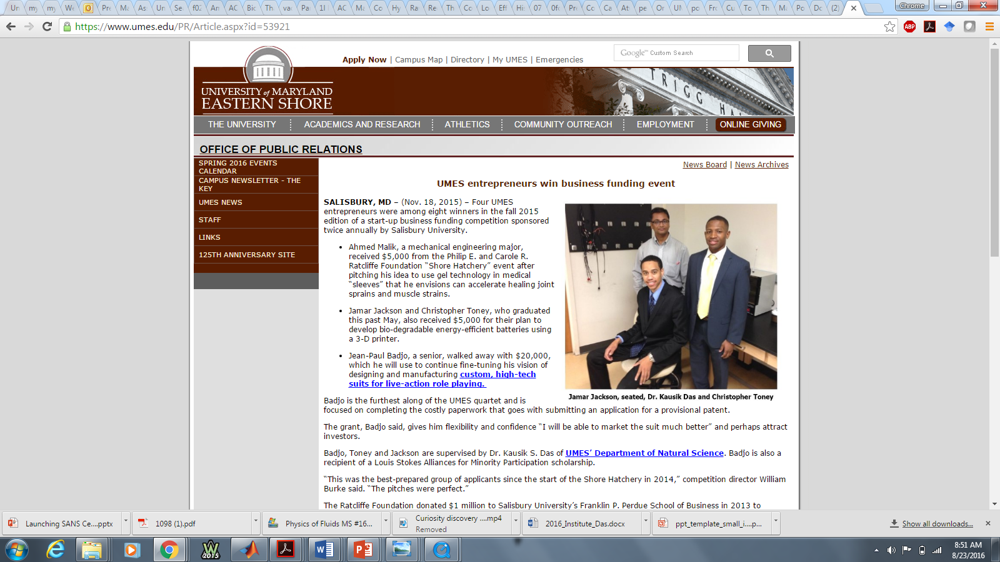 Un
my
my
We
Pre
Ma
As
Un
Se
f02
An
AC
Bio
Th
va
Pa
1l
AC
Ma
Co
Hy
Ra
Re
Th
Co
Lo
Eff
His
07
0fc
Pr
Co
Ca
At
pe
Or
UM
po
Fro
Cu
To
Th
Ma
Po
Do
(2)
Chrome
https://www.umes.edu/PR/Article.aspx?id=53921
ABP
Apply Now | Campus Map | Directory | My UMES | Emergencies
Google™ Custom Search
UNIVERSITY of MARYLAND
EASTERN SHORE
TRIGG HA
THE UNIVERSITY
ACADEMICS AND RESEARCH
ATHLETICS
COMMUNITY OUTREACH
EMPLOYMENT
ONLINE GIVING
OFFICE OF PUBLIC RELATIONS
SPRING 2016 EVENTS
CALENDAR
CAMPUS NEWSLETTER - THE
KEY
UMES NEWS
STAFF
LINKS
125TH ANNIVERSARY SITE
News Board | News Archives
UMES entrepreneurs win business funding event
SALISBURY, MD – (Nov. 18, 2015) – Four UMES
entrepreneurs were among eight winners in the fall 2015
edition of a start-up business funding competition sponsored
twice annually by Salisbury University.
• Ahmed Malik, a mechanical engineering major,
received $5,000 from the Philip E. and Carole R.
Ratcliffe Foundation “Shore Hatchery” event after
pitching his idea to use gel technology in medical
“sleeves” that he envisions can accelerate healing joint
sprains and muscle strains.
• Jamar Jackson and Christopher Toney, who graduated
this past May, also received $5,000 for their plan to
develop bio-degradable energy-efficient batteries using
a 3-D printer.
• Jean-Paul Badjo, a senior, walked away with $20,000,
which he will use to continue fine-tuning his vision of
designing and manufacturing custom, high-tech
suits for live-action role playing.
Jamar Jackson, seated, Dr. Kausik Das and Christopher Toney
Badjo is the furthest along of the UMES quartet and is
focused on completing the costly paperwork that goes with submitting an application for a provisional patent.
The grant, Badjo said, gives him flexibility and confidence “I will be able to market the suit much better” and perhaps attract
investors.
Badjo, Toney and Jackson are supervised by Dr. Kausik S. Das of UMES’ Department of Natural Science. Badjo is also a
recipient of a Louis Stokes Alliances for Minority Participation scholarship.
“This was the best-prepared group of applicants since the start of the Shore Hatchery in 2014,” competition director William
Burke said. “The pitches were perfect.”
The Ratcliffe Foundation donated $1 million to Salisbury University’s Franklin P. Perdue School of Business in 2013 to
Launching SANS Ce....pptx
1098 (1).pdf
Physics of Fluids MS #16...
Curiosity discovery ....mp4
Removed
2016_Institute_Das.docx
ppt_template_small_i....p...
Show all downloads...
W
2015
8:51 AM
8/23/2016